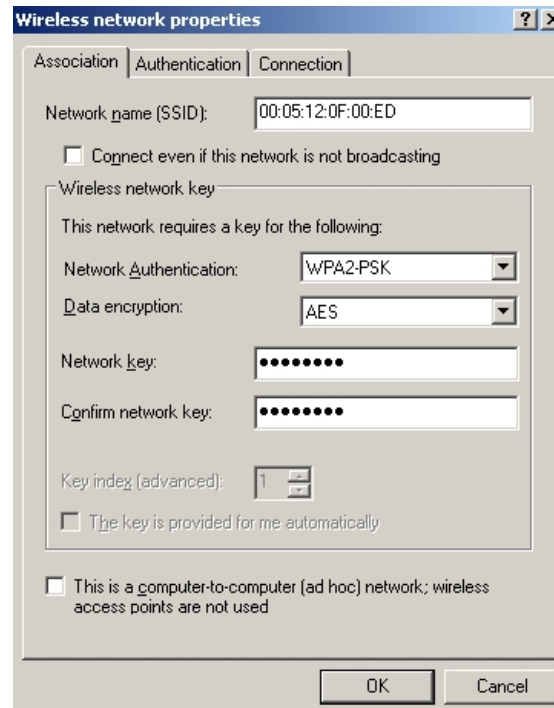 Wireless network properties
Association Authentication Connection
Network name (SSID): 00:05:12:0F:00:ED
Connect even if this network is not broadcasting
Wireless network key
This network requires a key for the following:
Network Authentication: WPA2-PSK
Data encryption: AES
Network key: ••••••••
Confirm network key: ••••••••
Key index (advanced): 1
The key is provided for me automatically
This is a computer-to-computer (ad hoc) network; wireless
access points are not used
OK Cancel